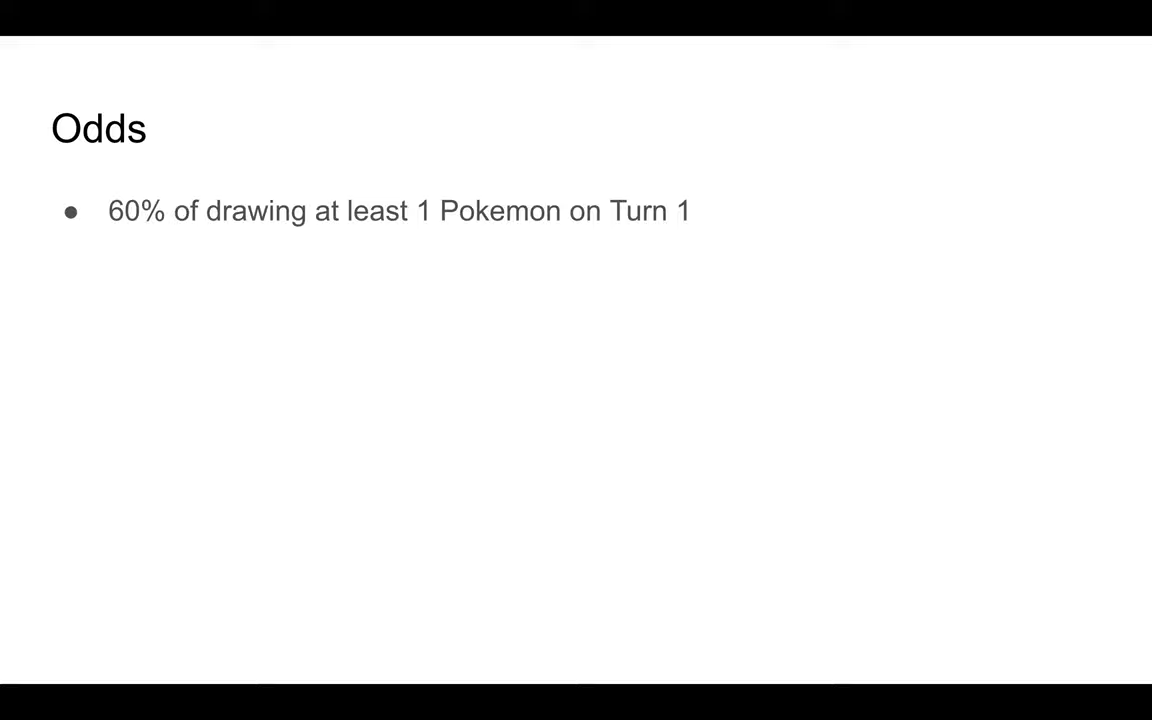 Odds
● 60% of drawing at least 1 Pokemon on Turn 1